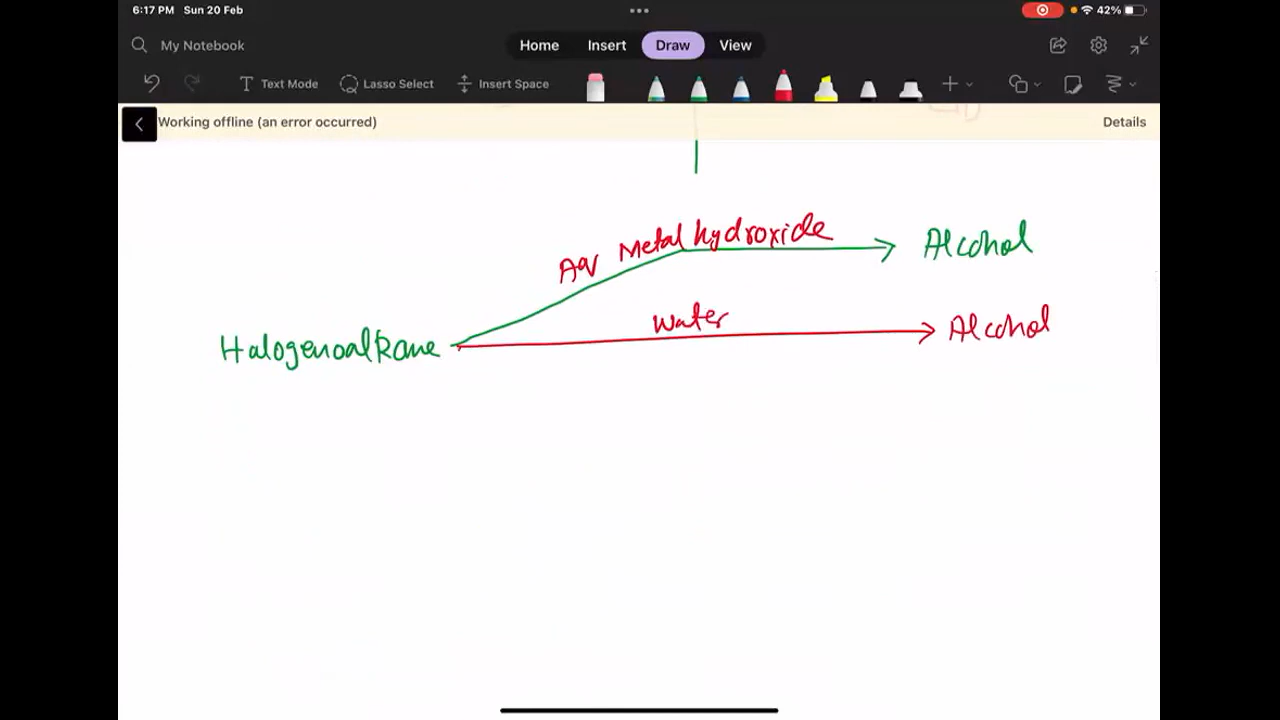 6:17 PM Sun 20 Feb
42%
My Notebook
Home Insert Draw View
Text Mode Lasso Select Insert Space
Working offline (an error occurred)
Details
Aq Metal hydroxide
Alcohol
Water
Alcohol
Halogenoalkane